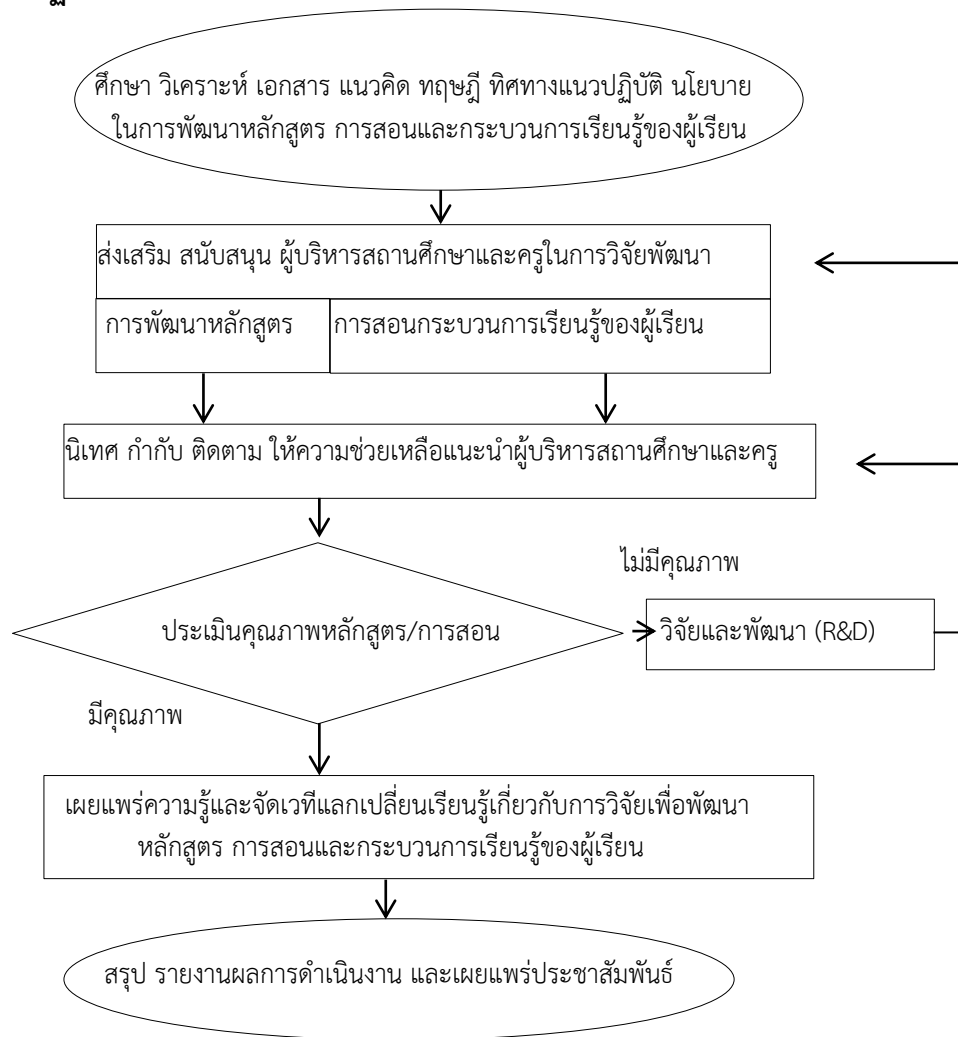 ศึกษา วิเคราะห์ เอกสาร แนวคิด ทฤษฎี ทิศทางแนวปฏิบัติ นโยบาย
ในการพัฒนาหลักสูตร การสอนและกระบวนการเรียนรู้ของผู้เรียน
ส่งเสริม สนับสนุน ผู้บริหารสถานศึกษาและครูในการวิจัยพัฒนา
การพัฒนาหลักสูตร
การสอนกระบวนการเรียนรู้ของผู้เรียน
นิเทศ กำกับ ติดตาม ให้ความช่วยเหลือแนะนำผู้บริหารสถานศึกษาและครู
ไม่มีคุณภาพ
ประเมินคุณภาพหลักสูตร/การสอน
วิจัยและพัฒนา (R&D)
มีคุณภาพ
เผยแพร่ความรู้และจัดเวทีแลกเปลี่ยนเรียนรู้เกี่ยวกับการวิจัยเพื่อพัฒนา
หลักสูตร การสอนและกระบวนการเรียนรู้ของผู้เรียน
สรุป รายงานผลการดำเนินงาน และเผยแพร่ประชาสัมพันธ์